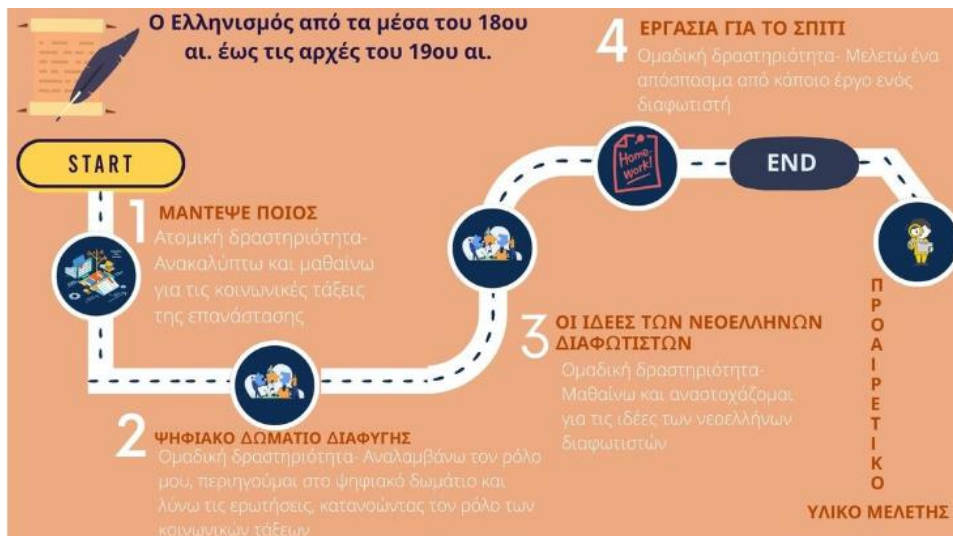 Ο Ελληνισμός από τα μέσα του 18ου
αι. έως τις αρχές του 19ου αι.
START
1 ΜΑΝΤΕΨΕ ΠΟΙΟΣ
Ατομική δραστηριότητα-
Ανακαλύπτω και μαθαίνω
για τις κοινωνικές τάξεις
της επανάστασης
2 ΨΗΦΙΑΚΟ ΔΩΜΑΤΙΟ ΔΙΑΦΥΓΗΣ
Ομαδική δραστηριότητα- Αναλαμβάνω τον ρόλο
μου, περιηγούμαι στο ψηφιακό δωμάτιο και
λύνω τις ερωτήσεις, κατανοώντας τον ρόλο των
κοινωνικών τάξεων
3 ΟΙ ΙΔΕΕΣ ΤΩΝ ΝΕΟΕΛΛΗΝΩΝ
ΔΙΑΦΩΤΙΣΤΩΝ
Ομαδική δραστηριότητα-
Μαθαίνω και αναστοχάζομαι
για τις ιδέες των νεοελλήνων
διαφωτιστών
4 ΕΡΓΑΣΙΑ ΓΙΑ ΤΟ ΣΠΙΤΙ
Ομαδική δραστηριότητα- Μελετώ ένα
απόσπασμα από κάποιο έργο ενός
διαφωτιστή
Home-
Work!
END
ΠΡΟΑΙΡΕΤΙΚΟ
ΥΛΙΚΟ ΜΕΛΕΤΗΣ